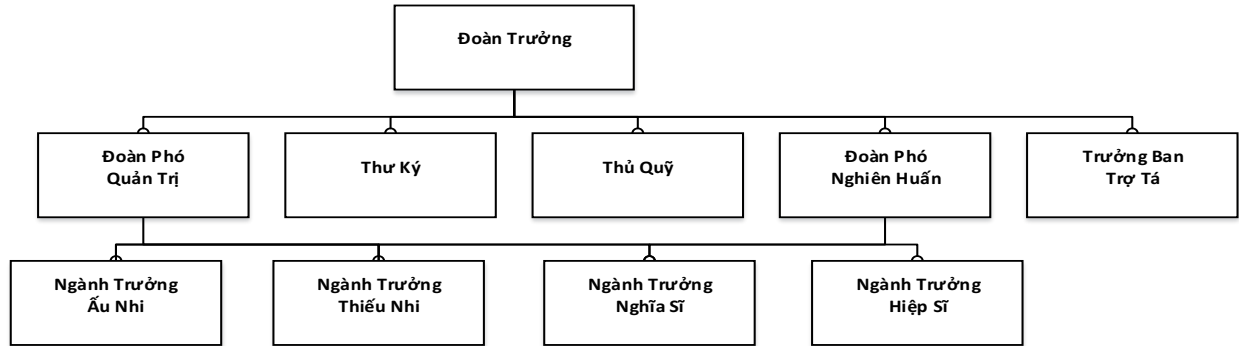 Đoàn Trưởng
Đoàn Phó
Quản Trị
Thư Ký
Thủ Quỹ
Đoàn Phó
Nghiên Huấn
Trưởng Ban
Trợ Tá
Ngành Trưởng
Ấu Nhi
Ngành Trưởng
Thiếu Nhi
Ngành Trưởng
Nghĩa Sĩ
Ngành Trưởng
Hiệp Sĩ